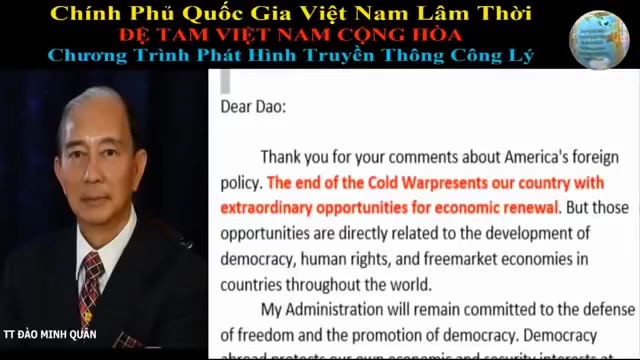 Chính Phủ Quốc Gia Việt Nam Lâm Thời
ĐỆ TAM VIỆT NAM CỘNG HÒA
Chương Trình Phát Hình Truyền Thông Công Lý
Dear Dao:
Thank you for your comments about America's foreign
policy. The end of the Cold Warpresents our country with
extraordinary opportunities for economic renewal. But those
opportunities are directly related to the development of
democracy, human rights, and freemarket economies in
countries throughout the world.
My Administration will remain committed to the defense
of freedom and the promotion of democracy. Democracy
abroad protects our own economic and security interests at
TT ĐÀO MINH QUÂN